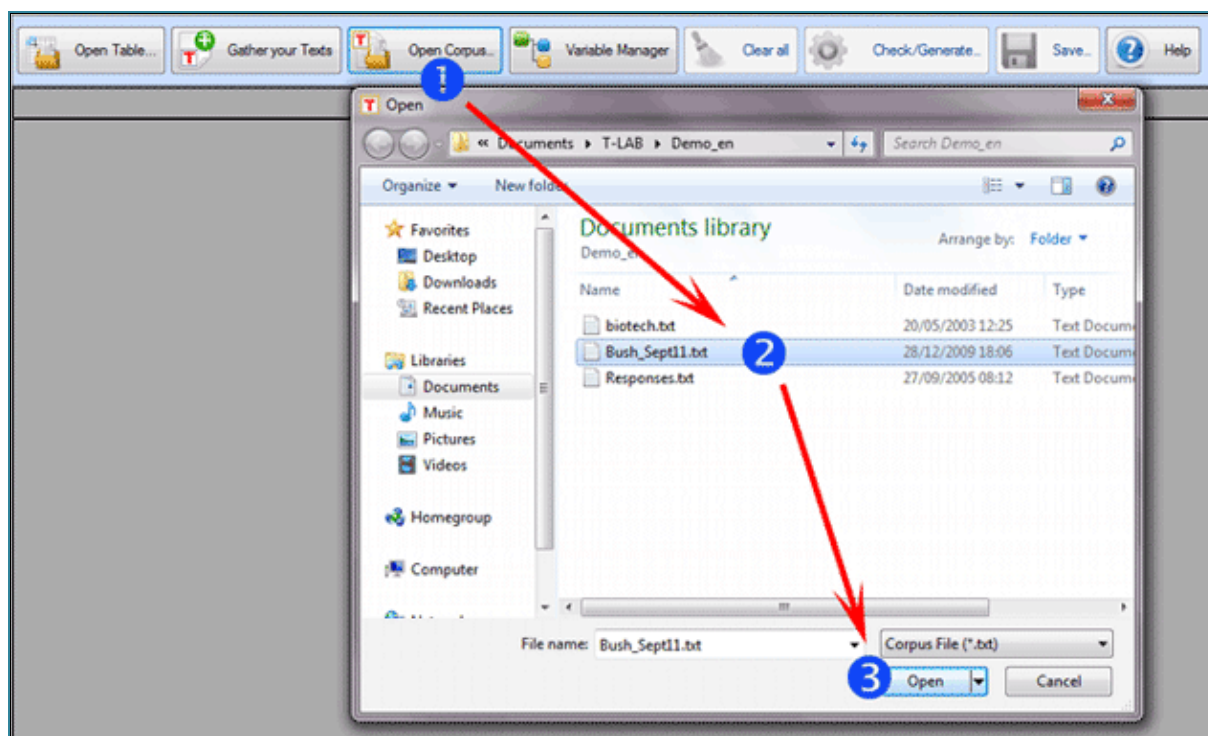 Open Table... Gather your Texts Open Corpus... Variable Manager Clear all Check/Generate... Save... Help
1
Open
« Documents T-LAB Demo_en Search Demo_en
Organize New folder
Favorites
Desktop
Downloads
Recent Places
Libraries
Documents
Music
Pictures
Videos
Homegroup
Computer
Documents library
Demo_en
Arrange by: Folder
Name Date modified Type
biotech.txt 20/05/2003 12:25 Text Docum
Bush_Sept11.txt 2 28/12/2009 18:06 Text Docum
Responses.txt 27/09/2005 08:12 Text Docum
File name: Bush_Sept11.txt Corpus File (*.txt)
3 Open Cancel